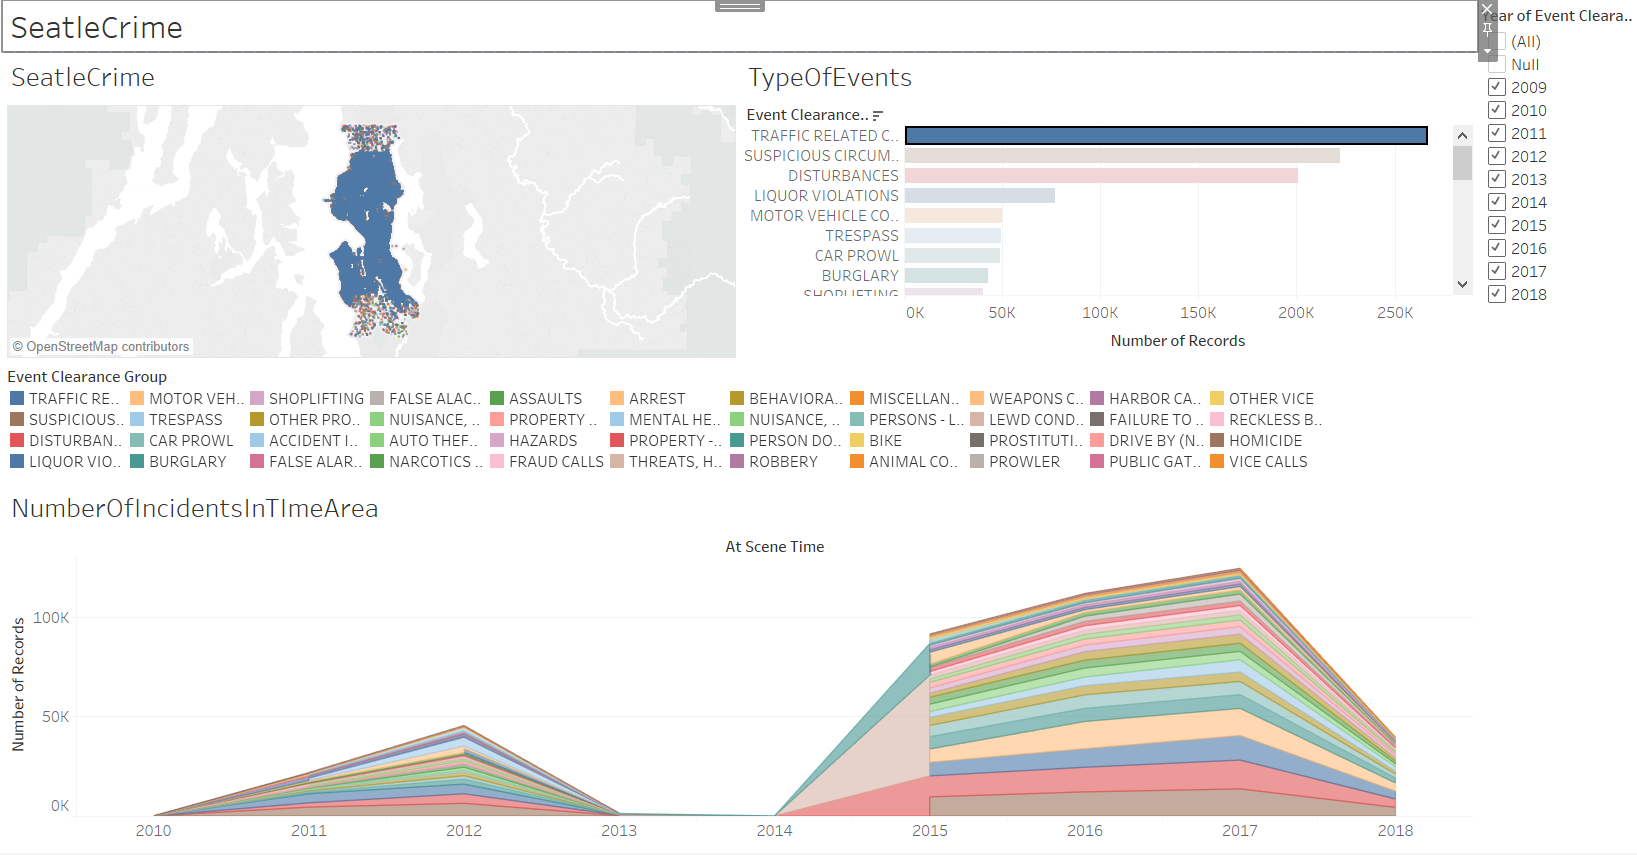 SeatleCrime
Year of Event Cleara..
(All)
Null
2009
2010
2011
2012
2013
2014
2015
2016
2017
2018
SeatleCrime
© OpenStreetMap contributors
TypeOfEvents
Event Clearance..
TRAFFIC RELATED C..
SUSPICIOUS CIRCUM..
DISTURBANCES
LIQUOR VIOLATIONS
MOTOR VEHICLE CO..
TRESPASS
CAR PROWL
BURGLARY
SHOPLIFTING
0K 50K 100K 150K 200K 250K
Number of Records
Event Clearance Group
TRAFFIC RE.. MOTOR VEH.. SHOPLIFTING FALSE ALAC.. ASSAULTS ARREST BEHAVIORA.. MISCELLAN.. WEAPONS C.. HARBOR CA.. OTHER VICE
SUSPICIOUS.. TRESPASS OTHER PRO.. NUISANCE, .. PROPERTY .. MENTAL HE.. NUISANCE, .. PERSONS - L.. LEWD COND.. FAILURE TO .. RECKLESS B..
DISTURBAN.. CAR PROWL ACCIDENT I.. AUTO THEF.. HAZARDS PROPERTY -.. PERSON DO.. BIKE PROSTITUTI.. DRIVE BY (N.. HOMICIDE
LIQUOR VIO.. BURGLARY FALSE ALAR.. NARCOTICS .. FRAUD CALLS THREATS, H.. ROBBERY ANIMAL CO.. PROWLER PUBLIC GAT.. VICE CALLS
NumberOfIncidentsInTImeArea
At Scene Time
Number of Records
100K
50K
0K
2010 2011 2012 2013 2014 2015 2016 2017 2018